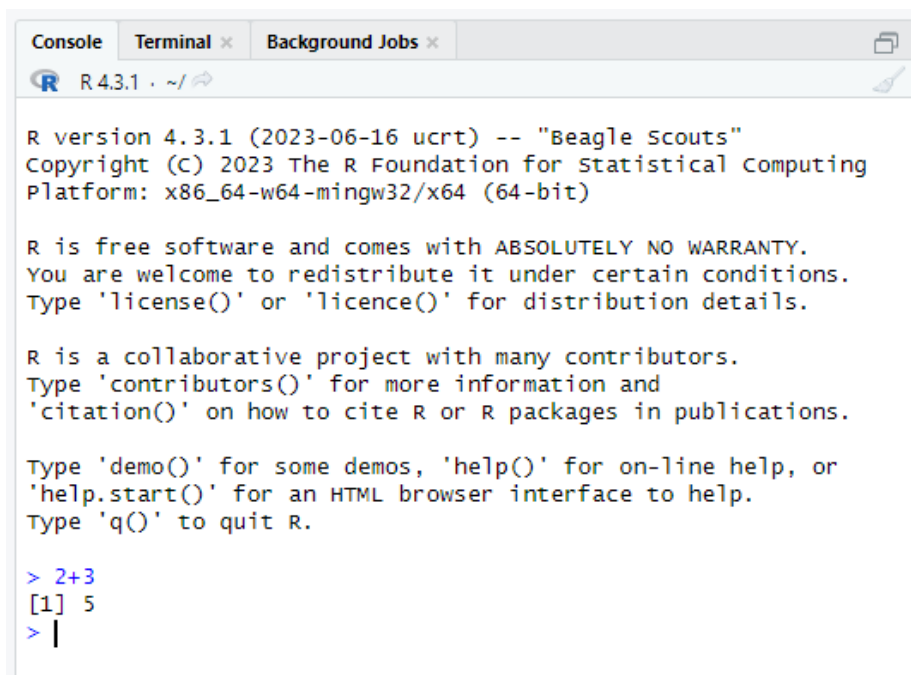 Console Terminal × Background Jobs ×
R R 4.3.1 · ~/
R version 4.3.1 (2023-06-16 ucrt) -- "Beagle Scouts"
Copyright (C) 2023 The R Foundation for Statistical Computing
Platform: x86_64-w64-mingw32/x64 (64-bit)
R is free software and comes with ABSOLUTELY NO WARRANTY.
You are welcome to redistribute it under certain conditions.
Type 'license()' or 'licence()' for distribution details.
R is a collaborative project with many contributors.
Type 'contributors()' for more information and
'citation()' on how to cite R or R packages in publications.
Type 'demo()' for some demos, 'help()' for on-line help, or
'help.start()' for an HTML browser interface to help.
Type 'q()' to quit R.
> 2+3
[1] 5
>